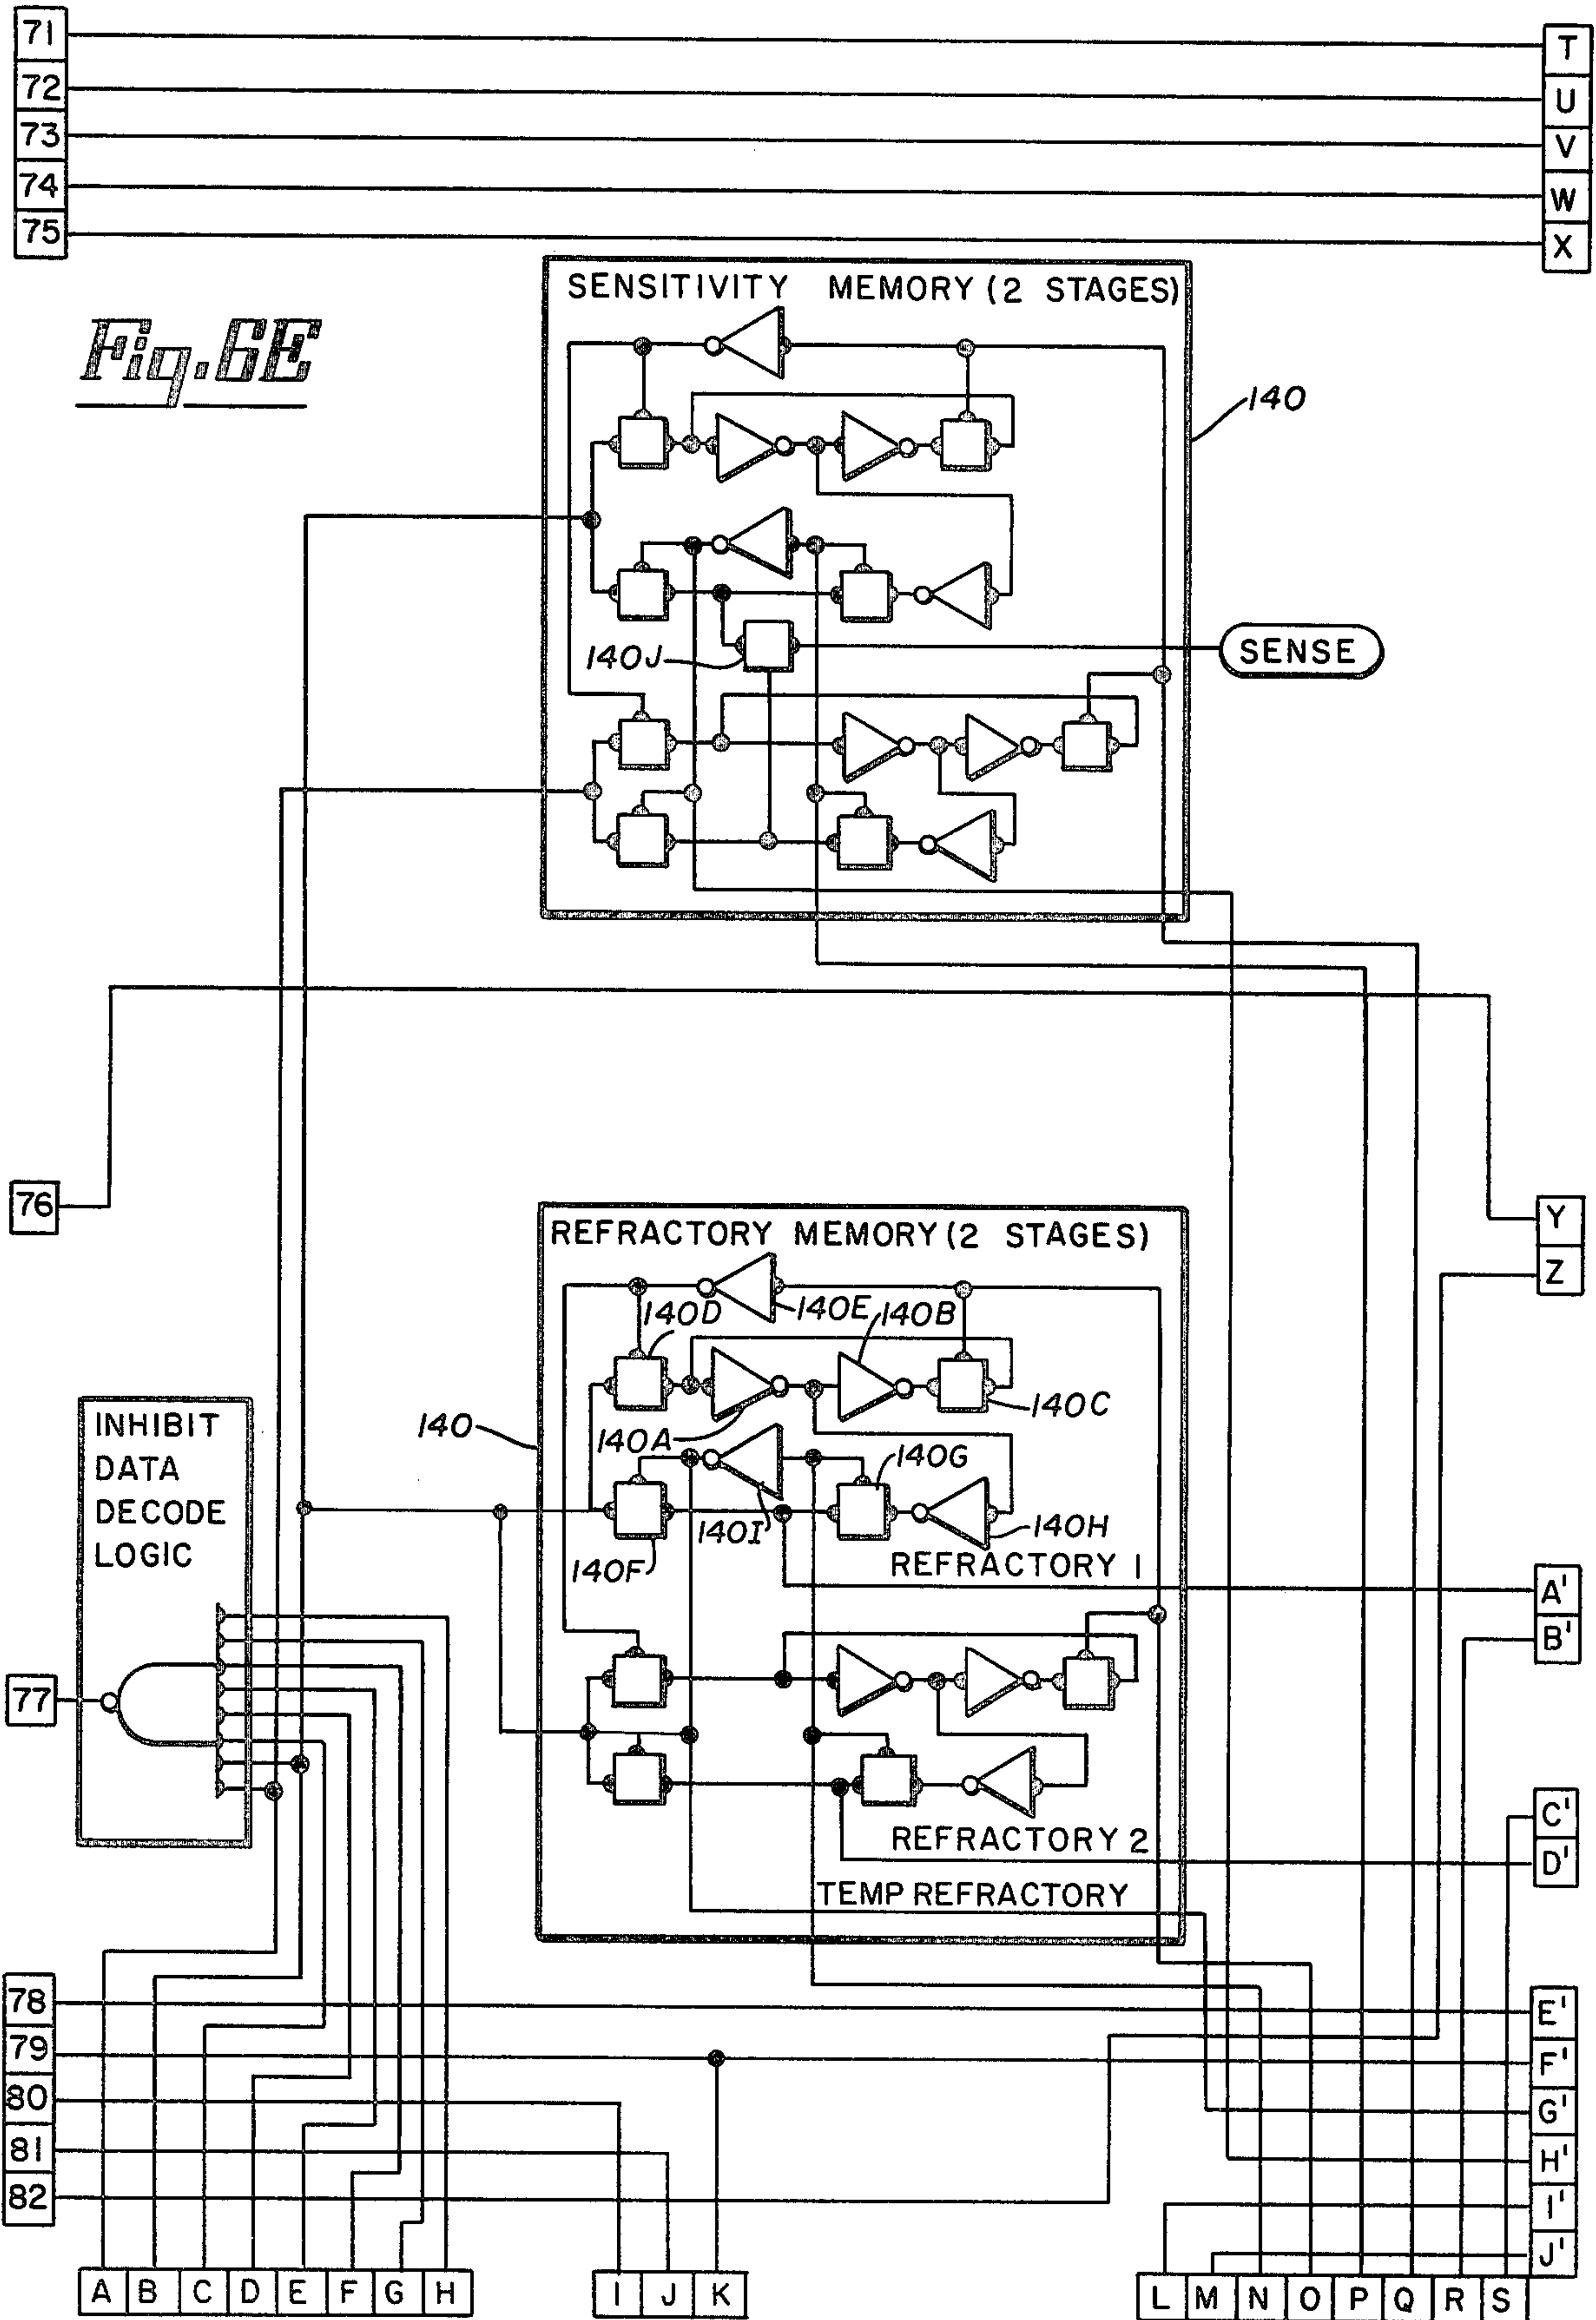 71
T
72
U
73
V
74
W
75
X
Fig. 6E
SENSITIVITY MEMORY (2 STAGES)
140
140J
SENSE
76
Y
Z
REFRACTORY MEMORY (2 STAGES)
140D
140E
140B
140C
140
140A
140G
140I
140H
140F
REFRACTORY 1
INHIBIT
DATA
DECODE
LOGIC
A'
B'
77
C'
D'
REFRACTORY 2
TEMP REFRACTORY
78
E'
79
F'
80
G'
81
H'
82
I'
J'
A B C D E F G H
I J K
L M N O P Q R S